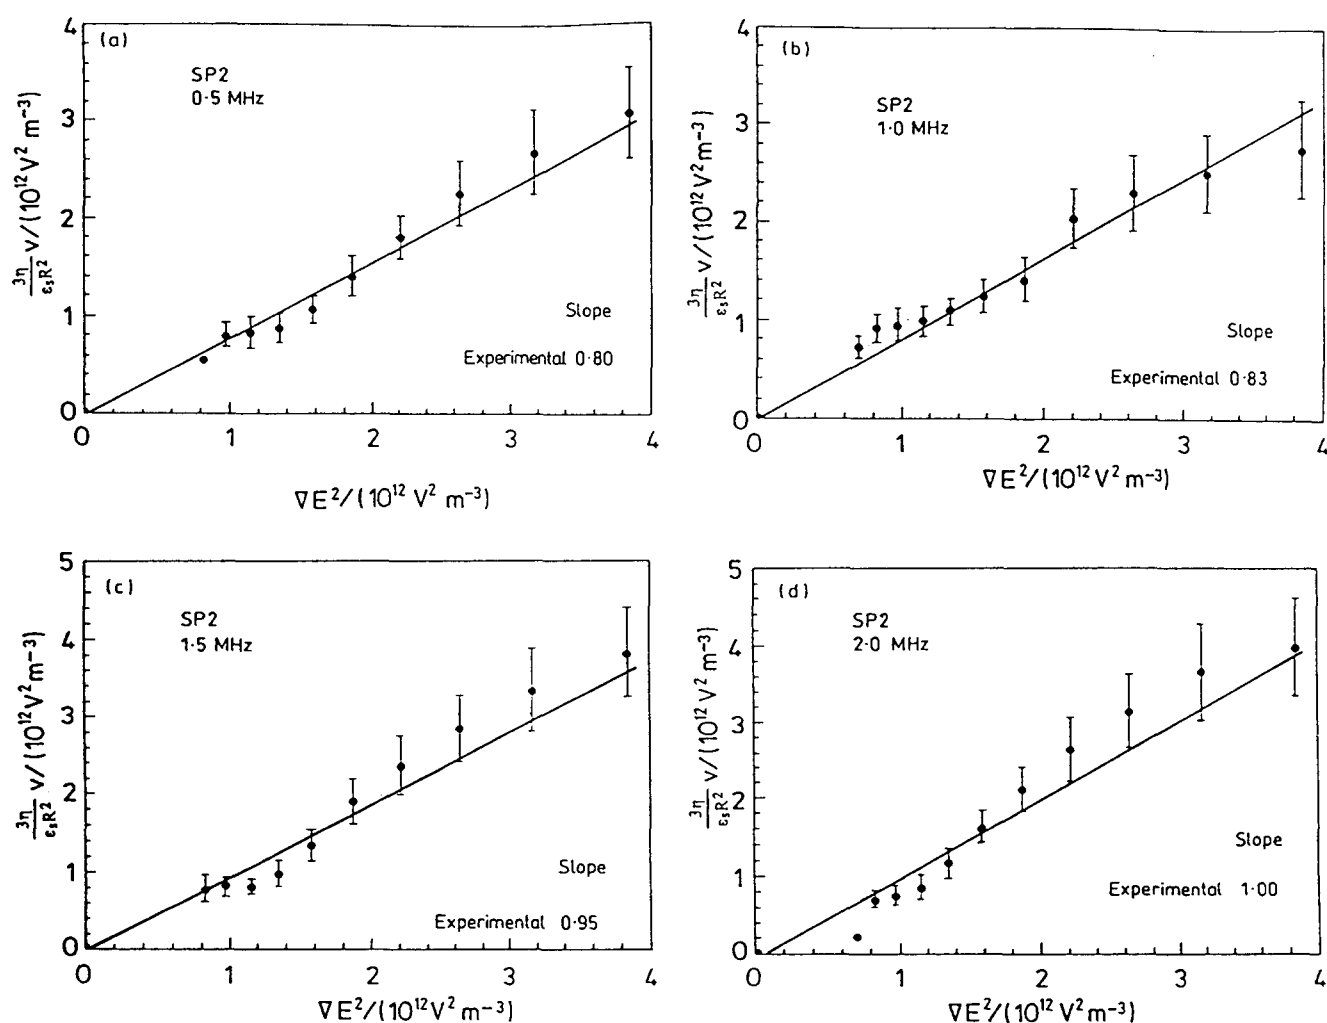 (a)
SP2
0·5 MHz
Slope
Experimental 0·80
4
3
2
1
0
3η/εsR² v/(10¹² V² m⁻³)
0 1 2 3 4
∇E²/(10¹² V² m⁻³)
(b)
SP2
1·0 MHz
Slope
Experimental 0·83
4
3
2
1
0
3η/εsR² v/(10¹² V² m⁻³)
0 1 2 3 4
∇E²/(10¹² V² m⁻³)
(c)
SP2
1·5 MHz
Slope
Experimental 0·95
5
4
3
2
1
0
3η/εsR² v/(10¹² V² m⁻³)
0 1 2 3 4
∇E²/(10¹² V² m⁻³)
(d)
SP2
2·0 MHz
Slope
Experimental 1·00
5
4
3
2
1
0
3η/εsR² v/(10¹² V² m⁻³)
0 1 2 3 4
∇E²/(10¹² V² m⁻³)